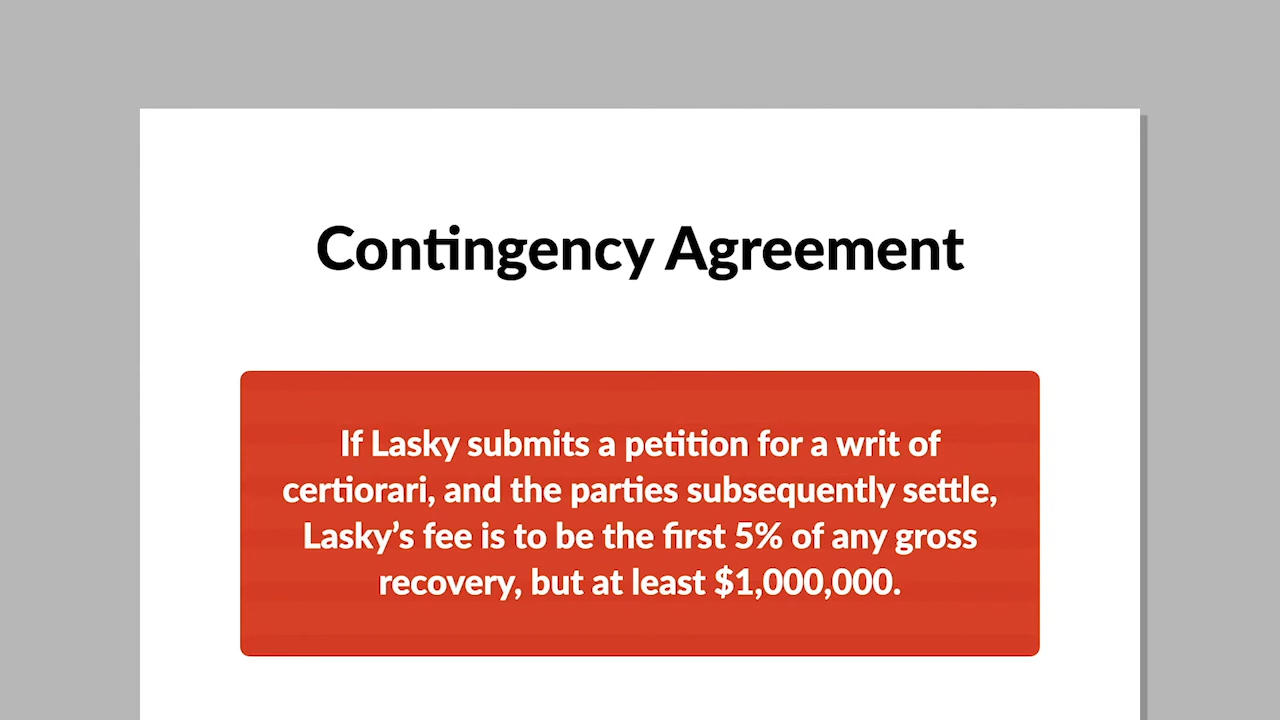 Contingency Agreement
If Lasky submits a petition for a writ of
certiorari, and the parties subsequently settle,
Lasky’s fee is to be the first 5% of any gross
recovery, but at least $1,000,000.